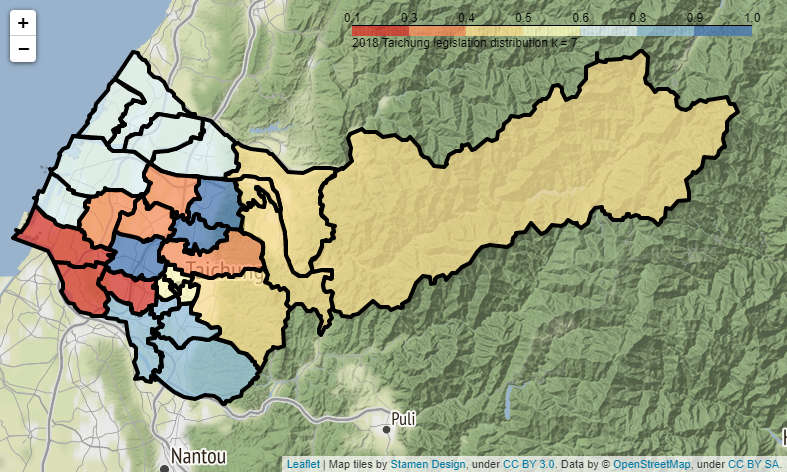 +
−
0.1 0.3 0.4 0.5 0.6 0.8 0.9 1.0
2018 Taichung legislation distribution k = 7
Taichung
Puli
Nantou
H
Leaflet | Map tiles by Stamen Design, under CC BY 3.0. Data by © OpenStreetMap, under CC BY SA.